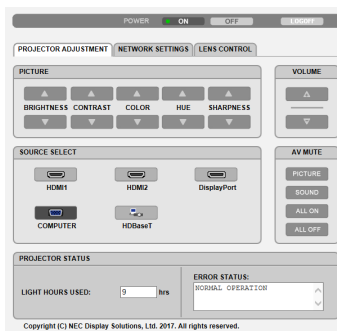 POWER ON OFF LOGOFF
PROJECTOR ADJUSTMENT NETWORK SETTINGS LENS CONTROL
PICTURE
BRIGHTNESS CONTRAST COLOR HUE SHARPNESS
VOLUME
SOURCE SELECT
HDMI1 HDMI2 DisplayPort
COMPUTER HDBaseT
AV MUTE
PICTURE
SOUND
ALL ON
ALL OFF
PROJECTOR STATUS
LIGHT HOURS USED: 9 hrs
ERROR STATUS:
NORMAL OPERATION
Copyright (C) NEC Display Solutions, Ltd. 2017. All rights reserved.